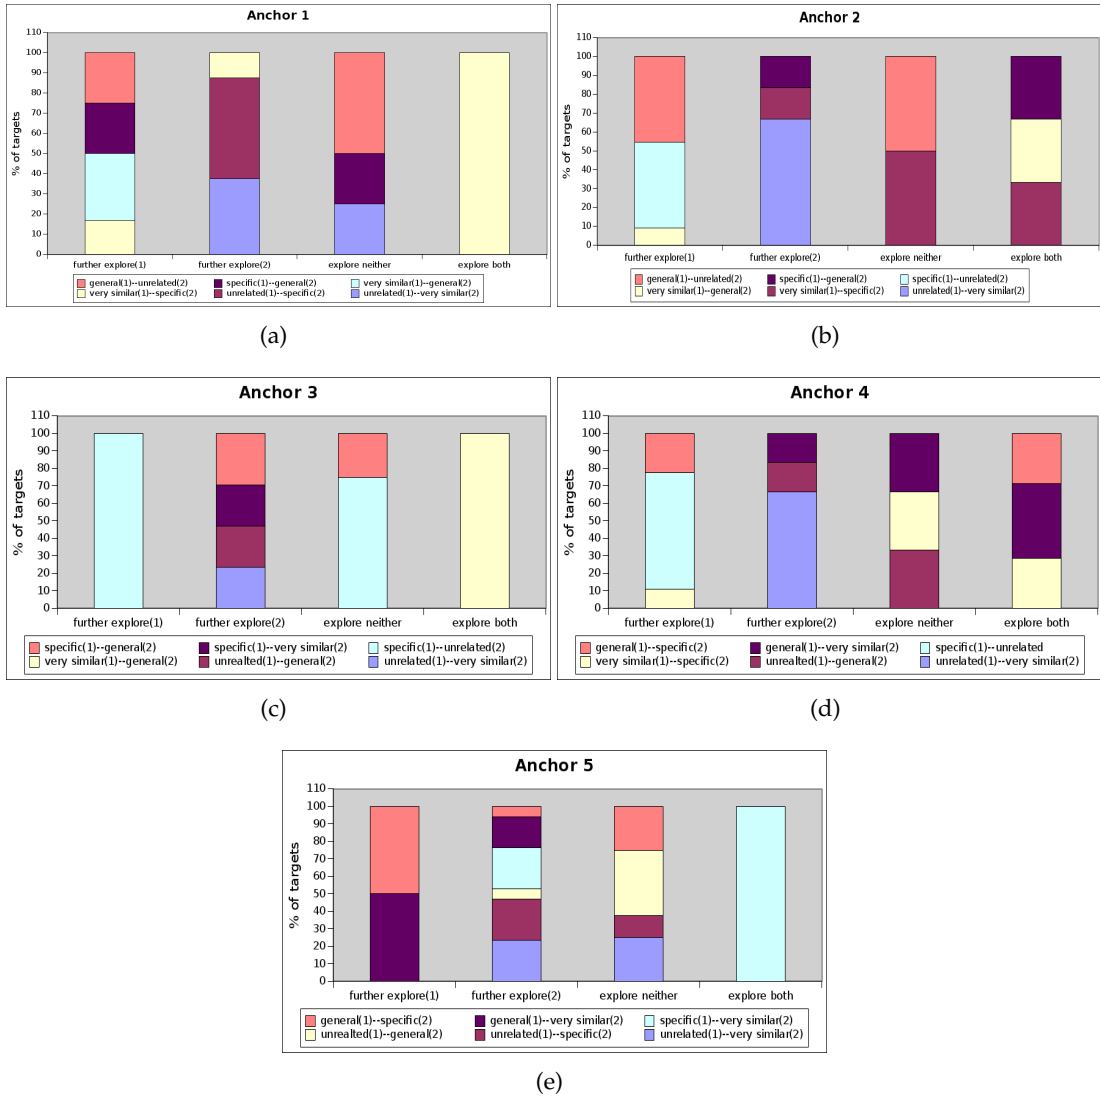 Anchor 1
% of targets
110
100
90
80
70
60
50
40
30
20
10
0
further explore(1) further explore(2) explore neither explore both
general(1)--unrelated(2) specific(1)--general(2) very similar(1)--general(2)
very similar(1)--specific(2) unrelated(1)--specific(2) unrelated(1)--very similar(2)
(a)
Anchor 2
% of targets
110
100
90
80
70
60
50
40
30
20
10
0
further explore(1) further explore(2) explore neither explore both
general(1)--unrelated(2) specific(1)--general(2) specific(1)--unrelated(2)
very similar(1)--general(2) very similar(1)--specific(2) unrelated(1)--very similar(2)
(b)
Anchor 3
% of targets
110
100
90
80
70
60
50
40
30
20
10
0
further explore(1) further explore(2) explore neither explore both
specific(1)--general(2) specific(1)--very similar(2) specific(1)--unrelated(2)
very similar(1)--general(2) unrealted(1)--general(2) unrelated(1)--very similar(2)
(c)
Anchor 4
% of targets
110
100
90
80
70
60
50
40
30
20
10
0
further explore(1) further explore(2) explore neither explore both
general(1)--specific(2) general(1)--very similar(2) specific(1)--unrelated
very similar(1)--specific(2) unrealted(1)--general(2) unrelated(1)--very similar(2)
(d)
Anchor 5
% of targets
110
100
90
80
70
60
50
40
30
20
10
0
further explore(1) further explore(2) explore neither explore both
general(1)--specific(2) general(1)--very similar(2) specific(1)--very similar(2)
unrealted(1)--general(2) unrelated(1)--specific(2) unrelated(1)--very similar(2)
(e)